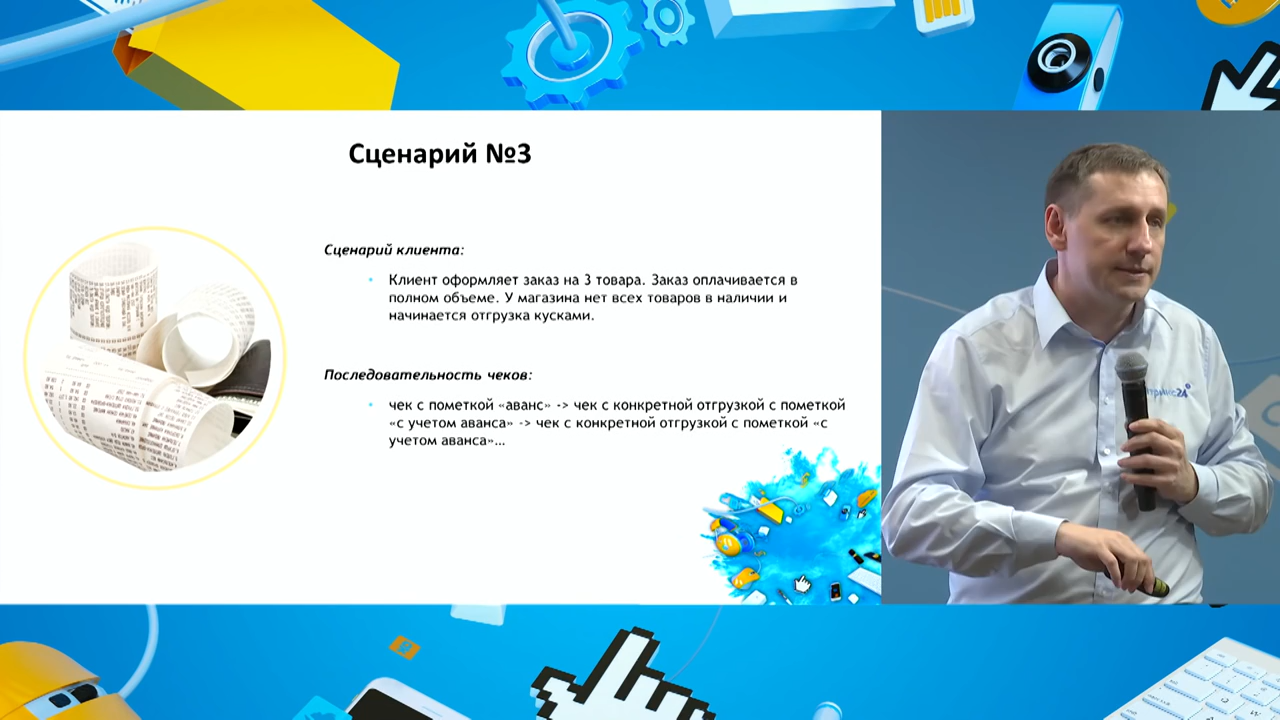 Сценарий №3
Сценарий клиента:
Клиент оформляет заказ на 3 товара. Заказ оплачивается в
полном объеме. У магазина нет всех товаров в наличии и
начинается отгрузка кусками.
Последовательность чеков:
чек с пометкой «аванс» -> чек с конкретной отгрузкой с пометкой
«с учетом аванса» -> чек с конкретной отгрузкой с пометкой «с
учетом аванса»...